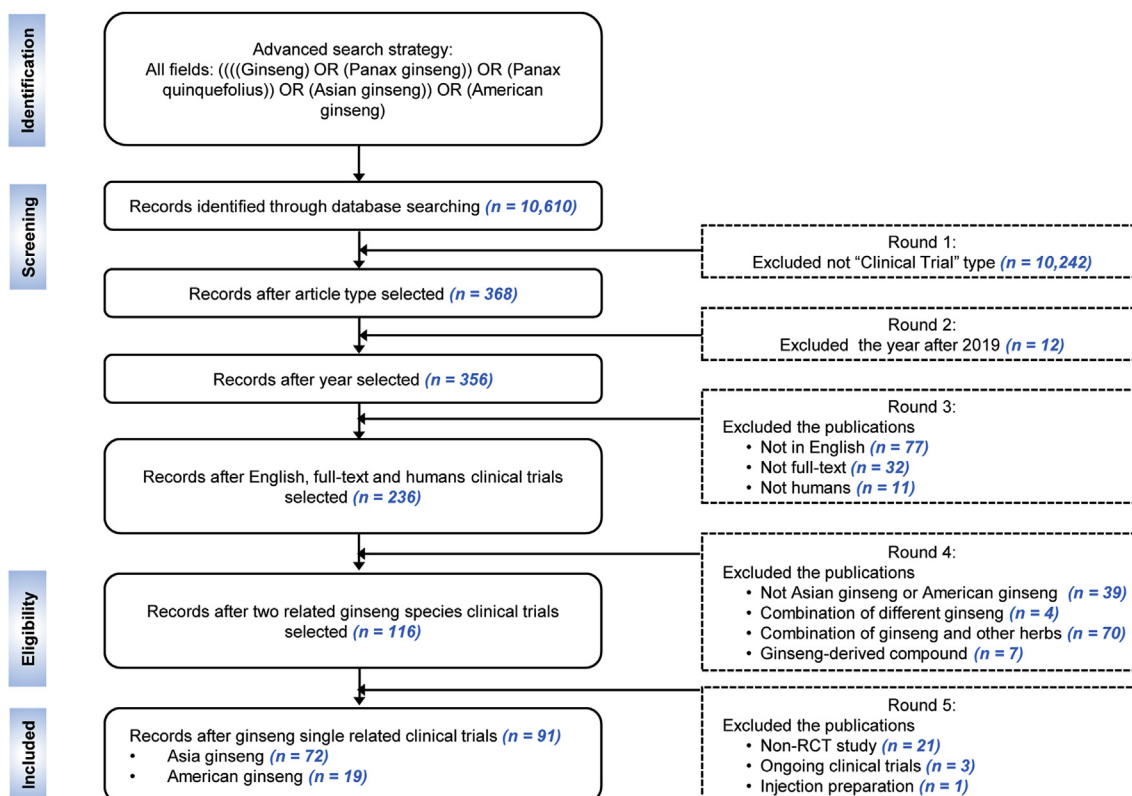 Identification
Advanced search strategy:
All fields: ((((Ginseng) OR (Panax ginseng)) OR (Panax
quinquefolius)) OR (Asian ginseng)) OR (American
ginseng)
Screening
Records identified through database searching (n = 10,610)
Round 1:
Excluded not “Clinical Trial” type (n = 10,242)
Records after article type selected (n = 368)
Round 2:
Excluded the year after 2019 (n = 12)
Records after year selected (n = 356)
Round 3:
Excluded the publications
• Not in English (n = 77)
• Not full-text (n = 32)
• Not humans (n = 11)
Records after English, full-text and humans clinical trials
selected (n = 236)
Eligibility
Round 4:
Excluded the publications
• Not Asian ginseng or American ginseng (n = 39)
• Combination of different ginseng (n = 4)
• Combination of ginseng and other herbs (n = 70)
• Ginseng-derived compound (n = 7)
Records after two related ginseng species clinical trials
selected (n = 116)
Included
Round 5:
Excluded the publications
• Non-RCT study (n = 21)
• Ongoing clinical trials (n = 3)
• Injection preparation (n = 1)
Records after ginseng single related clinical trials (n = 91)
• Asia ginseng (n = 72)
• American ginseng (n = 19)